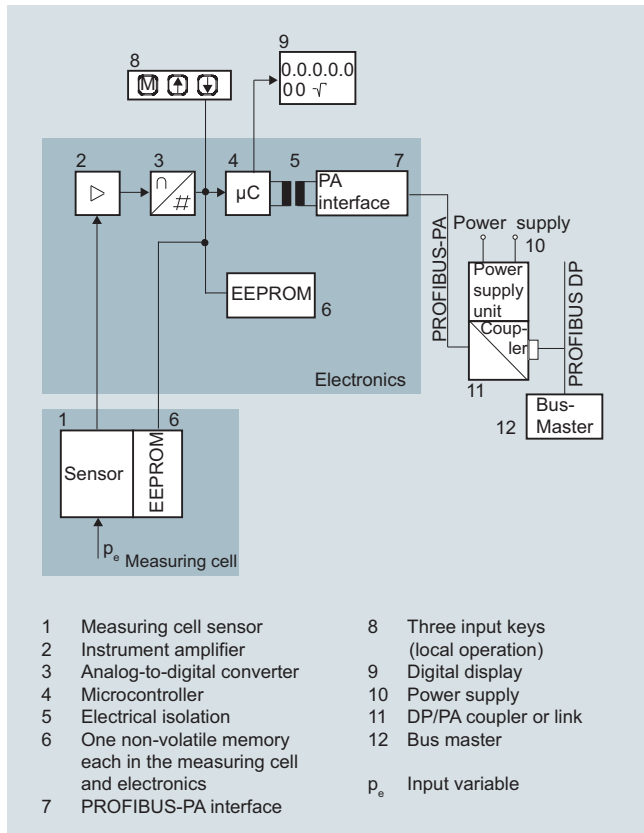 8
9
M
0.0.0.0.0
00 √
2
3
4
5
7
∩
#
µC
PA
interface
EEPROM
6
Electronics
PROFIBUS-PA
Power supply
10
Power
supply
unit
Coup-
ler
11
PROFIBUS DP
12
Bus-
Master
1
6
Sensor
EEPROM
pe Measuring cell
1 Measuring cell sensor
2 Instrument amplifier
3 Analog-to-digital converter
4 Microcontroller
5 Electrical isolation
6 One non-volatile memory
each in the measuring cell
and electronics
7 PROFIBUS-PA interface
8 Three input keys
(local operation)
9 Digital display
10 Power supply
11 DP/PA coupler or link
12 Bus master
pe Input variable